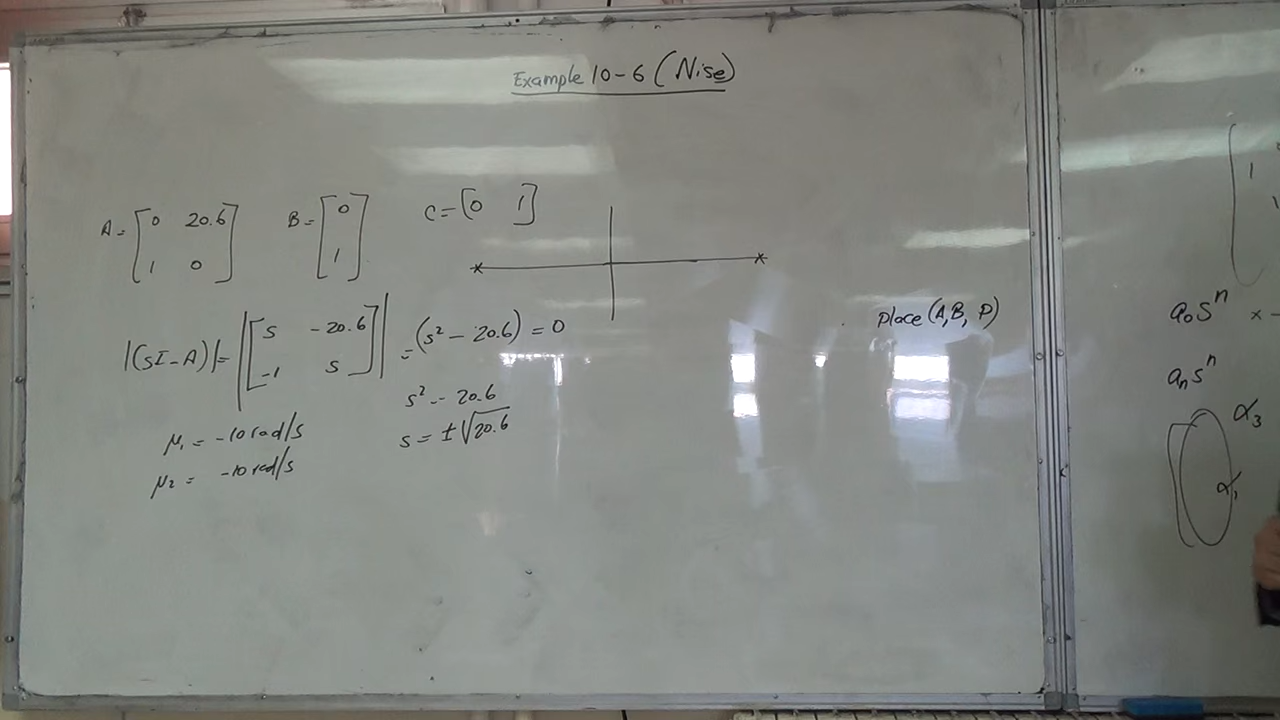 Example 10-6 (Nise)
A = [0 20.6; 1 0] B = [0; 1] C = [0 1]
|(sI-A)| = |[s -20.6; -1 s]| = (s² - 20.6) = 0
s² - 20.6
s = ±√20.6
μ₁ = -10 rad/s
μ₂ = -10 rad/s
place(A,B, P)
1
a₀sⁿ x -
aₙsⁿ
α₃
α₁